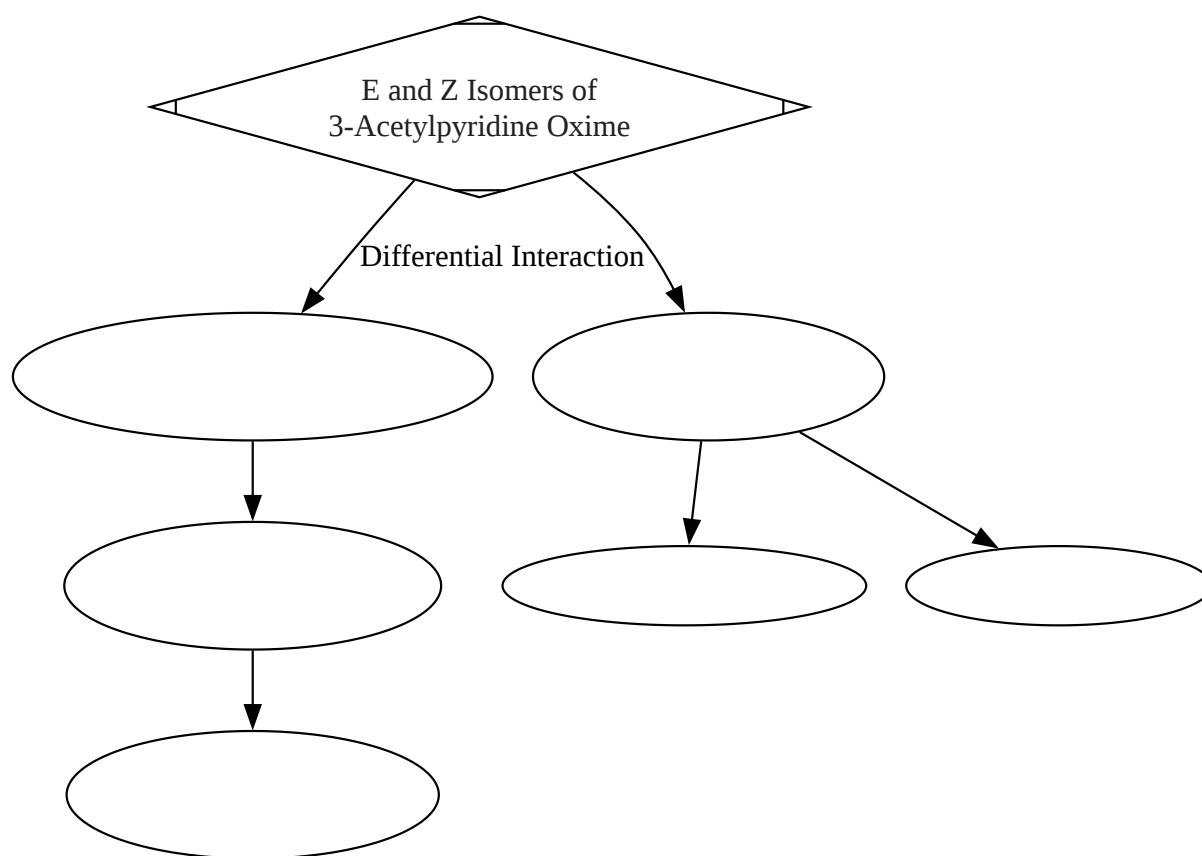 E and Z Isomers of
3-Acetylpyridine Oxime
Differential Interaction